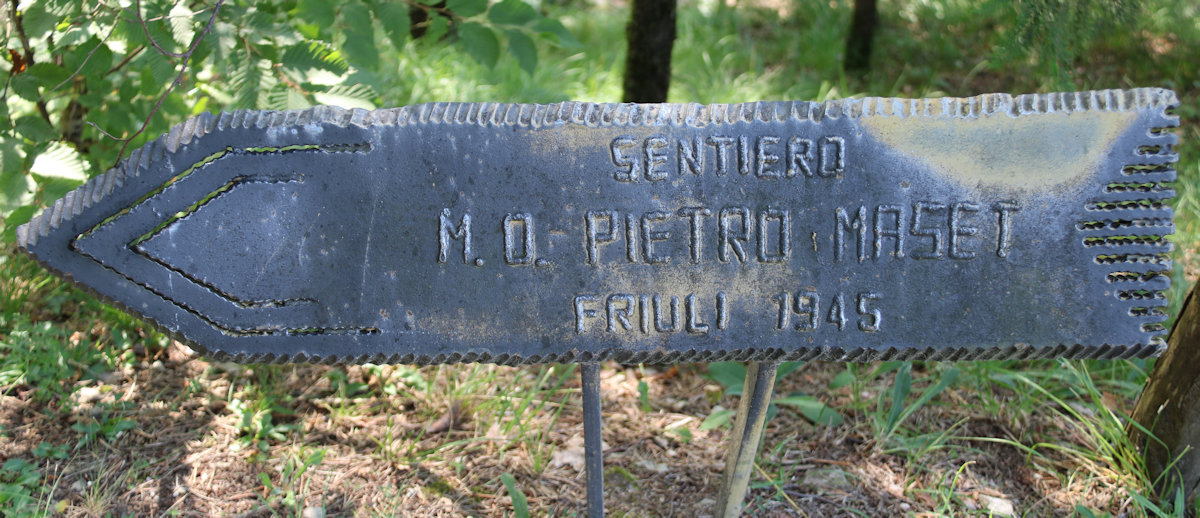 SENTIERO
M.O. PIETRO MASET
FRIULI 1945